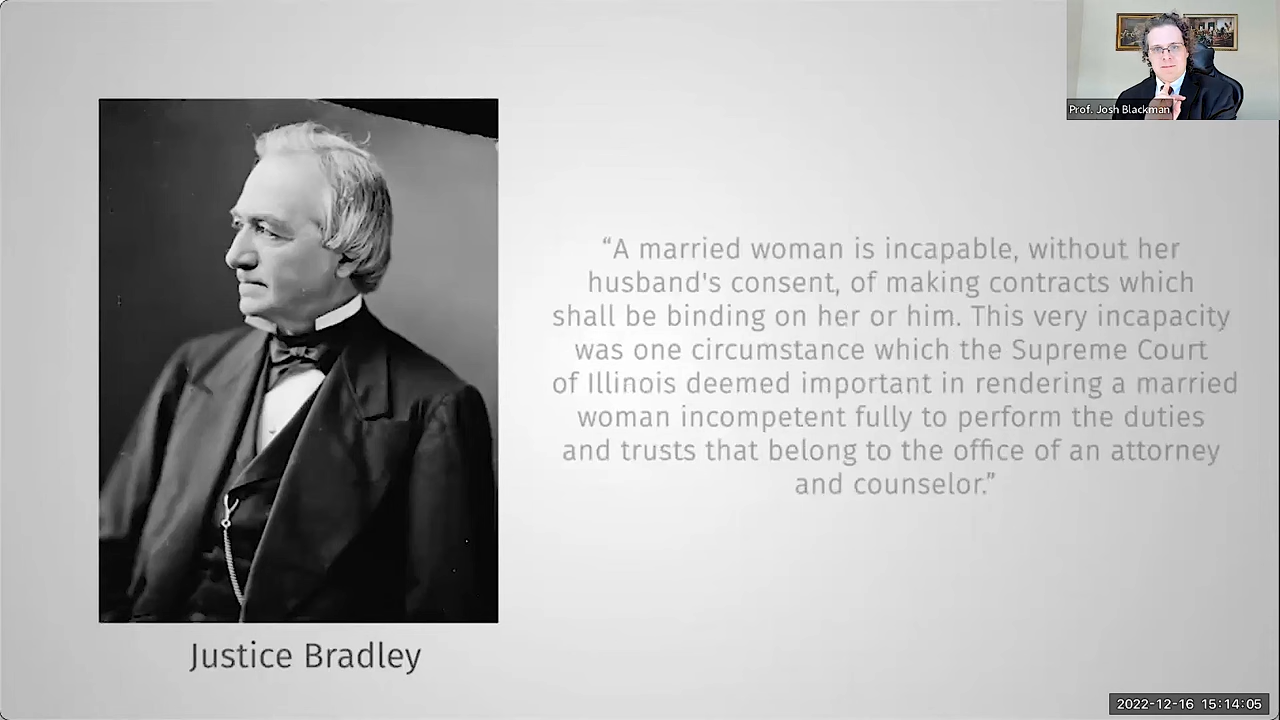 Prof. Josh Blackman
“A married woman is incapable, without her
husband's consent, of making contracts which
shall be binding on her or him. This very incapacity
was one circumstance which the Supreme Court
of Illinois deemed important in rendering a married
woman incompetent fully to perform the duties
and trusts that belong to the office of an attorney
and counselor.”
Justice Bradley
2022-12-16 15:14:05